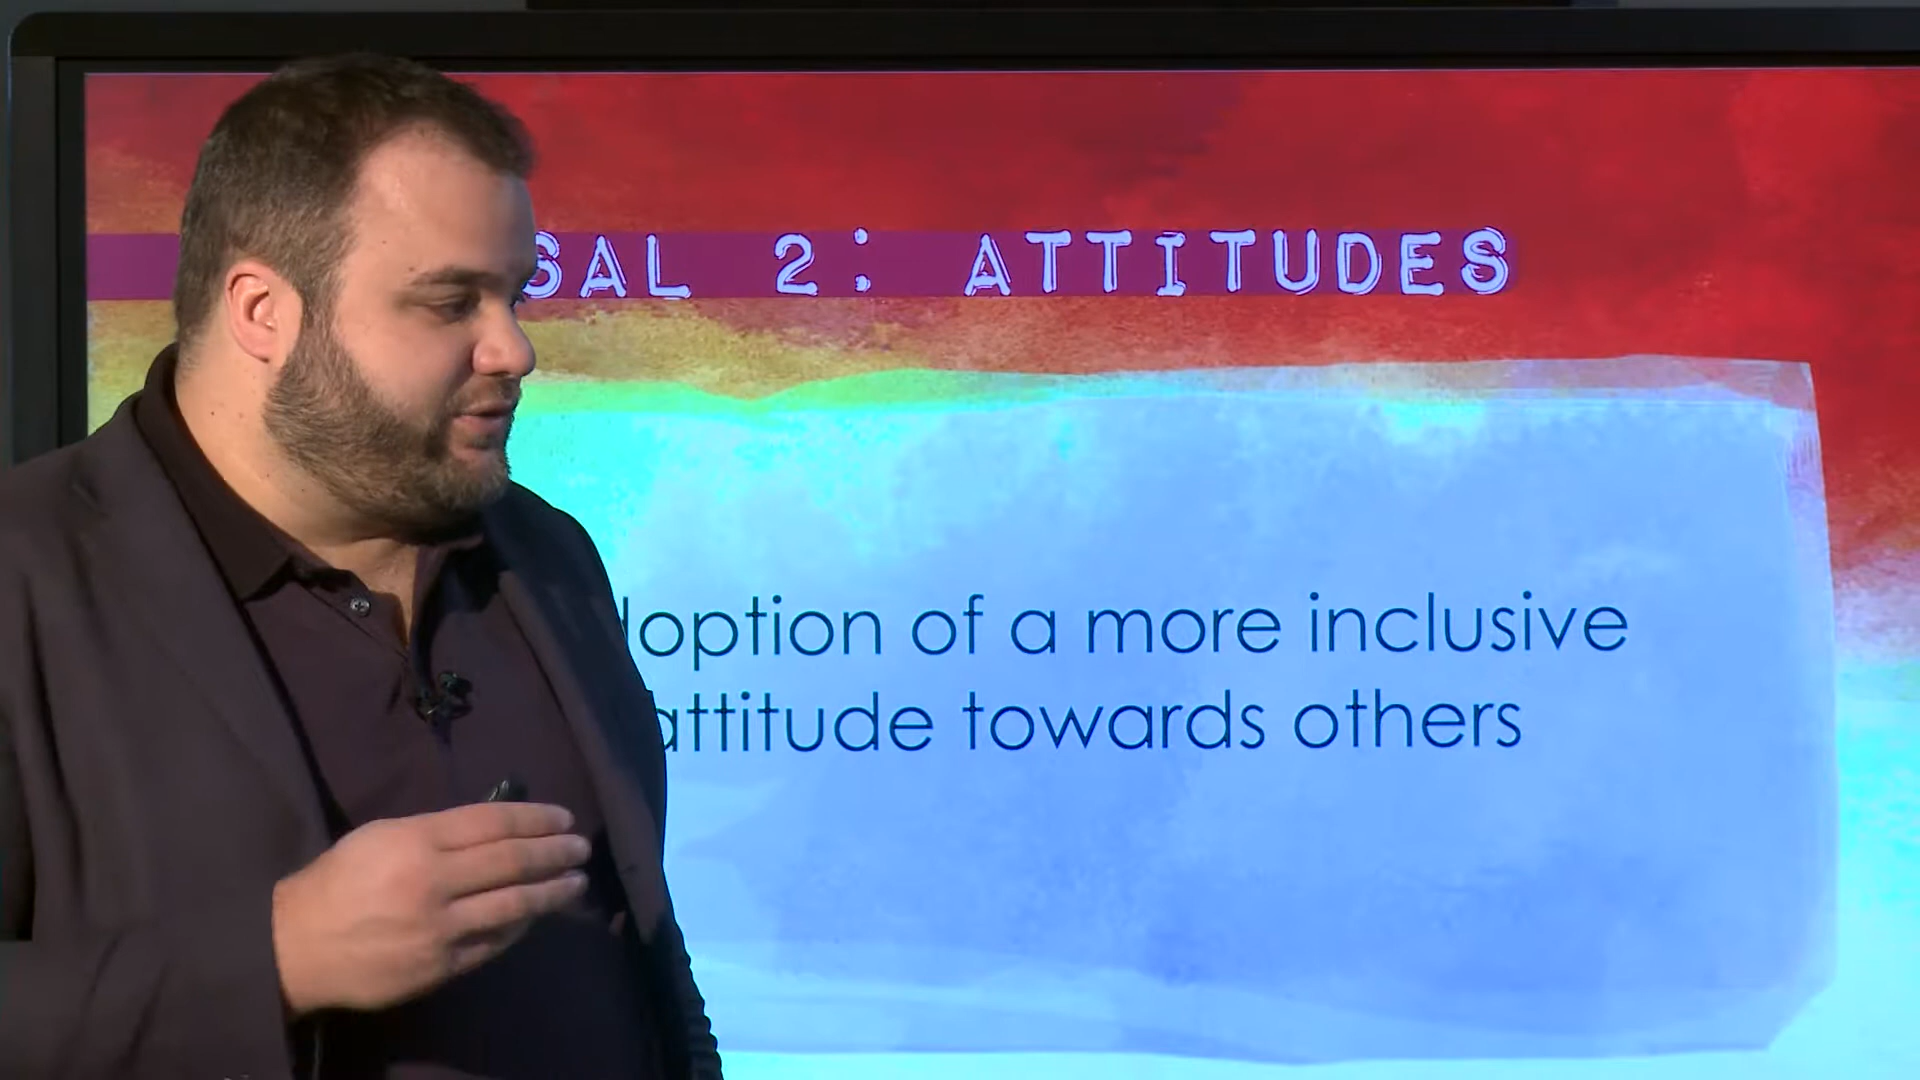 SAL 2: ATTITUDES
doption of a more inclusive
attitude towards others